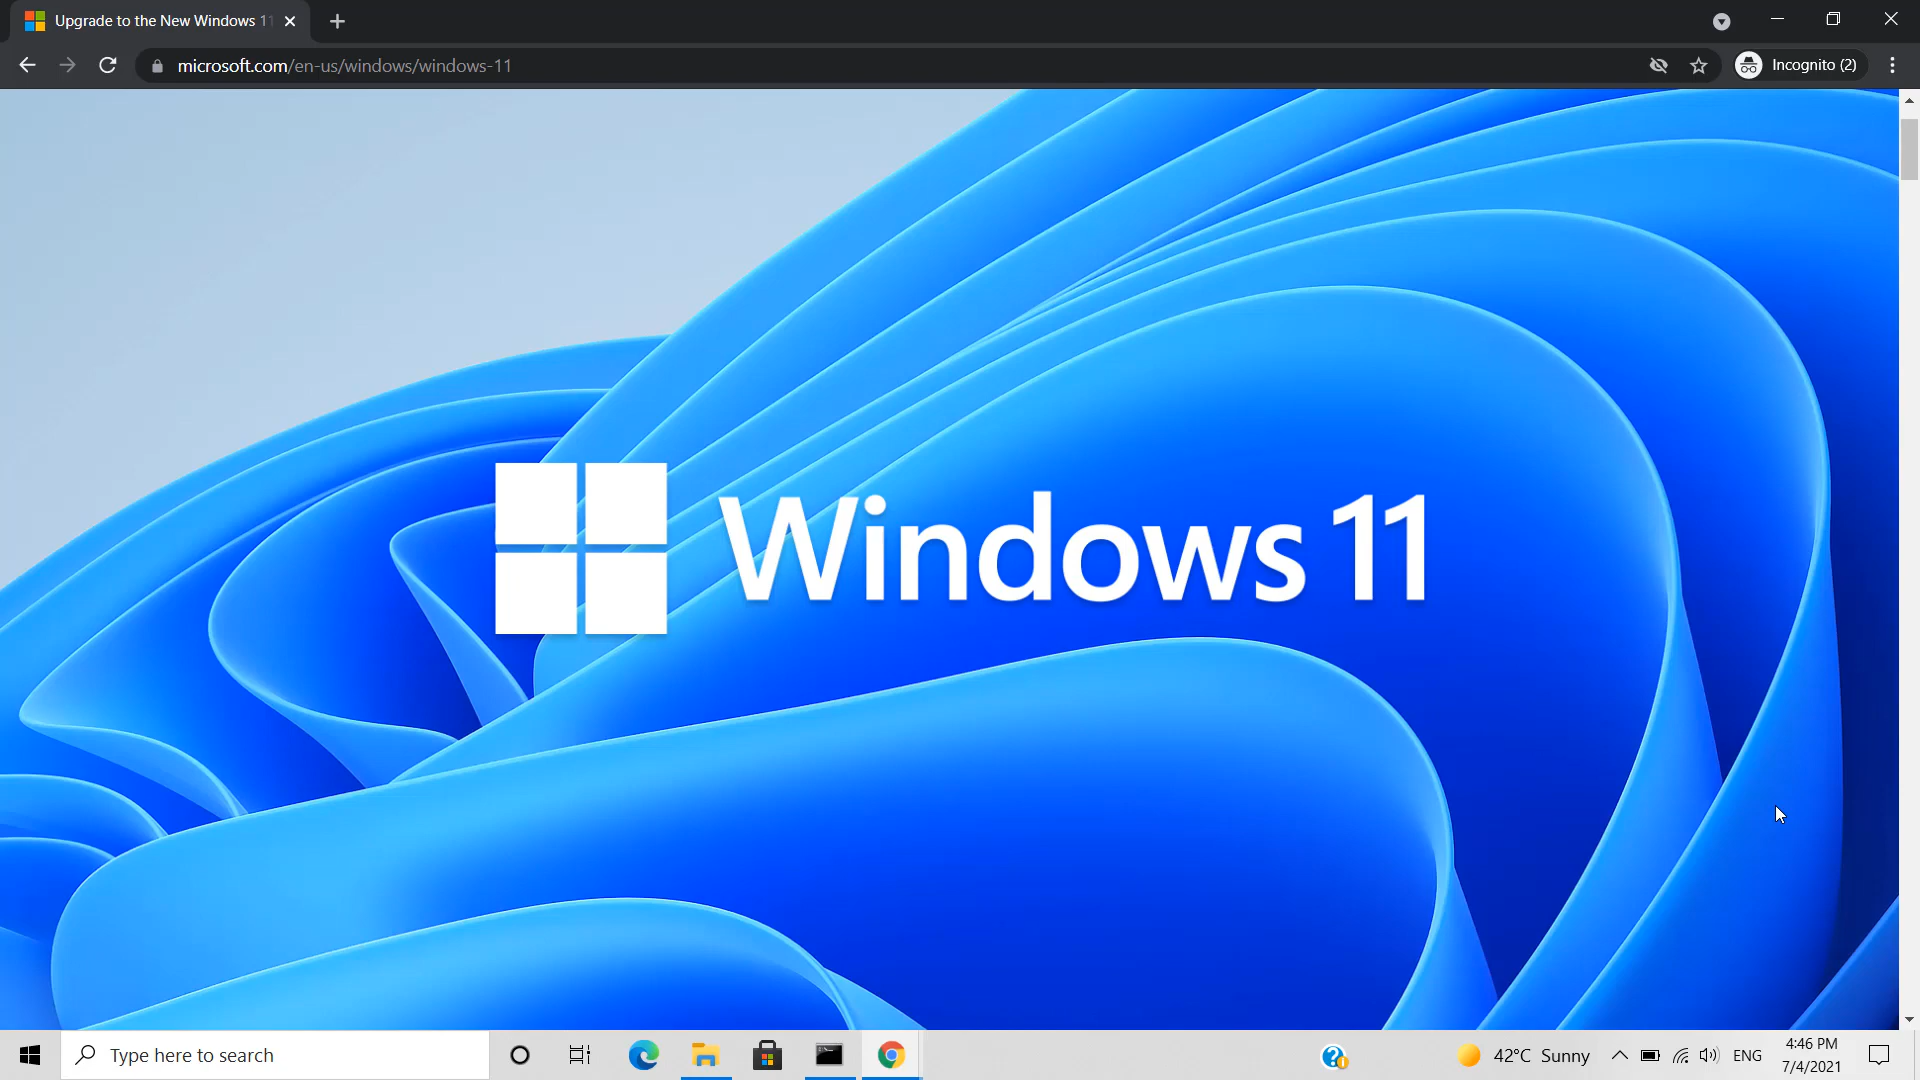 Upgrade to the New Windows 11
microsoft.com/en-us/windows/windows-11
Incognito (2)
Windows 11
Type here to search
42°C Sunny
ENG
4:46 PM
7/4/2021